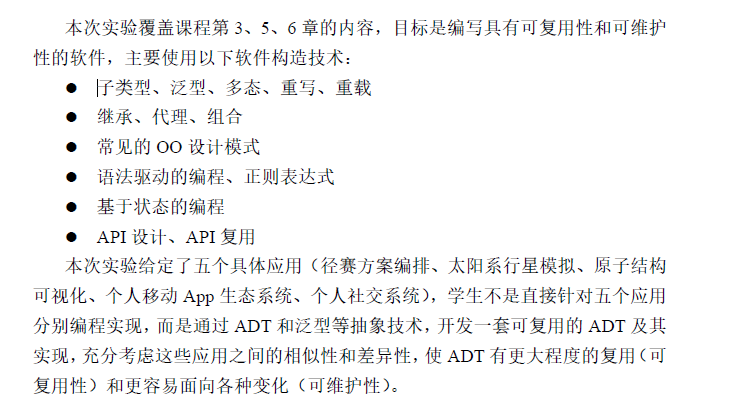 本次实验覆盖课程第 3、5、6 章的内容，目标是编写具有可复用性和可维护
性的软件，主要使用以下软件构造技术：
● 子类型、泛型、多态、重写、重载
● 继承、代理、组合
● 常见的 OO 设计模式
● 语法驱动的编程、正则表达式
● 基于状态的编程
● API 设计、API 复用
本次实验给定了五个具体应用（径赛方案编排、太阳系行星模拟、原子结构
可视化、个人移动 App 生态系统、个人社交系统），学生不是直接针对五个应用
分别编程实现，而是通过 ADT 和泛型等抽象技术，开发一套可复用的 ADT 及其
实现，充分考虑这些应用之间的相似性和差异性，使 ADT 有更大程度的复用（可
复用性）和更容易面向各种变化（可维护性）。